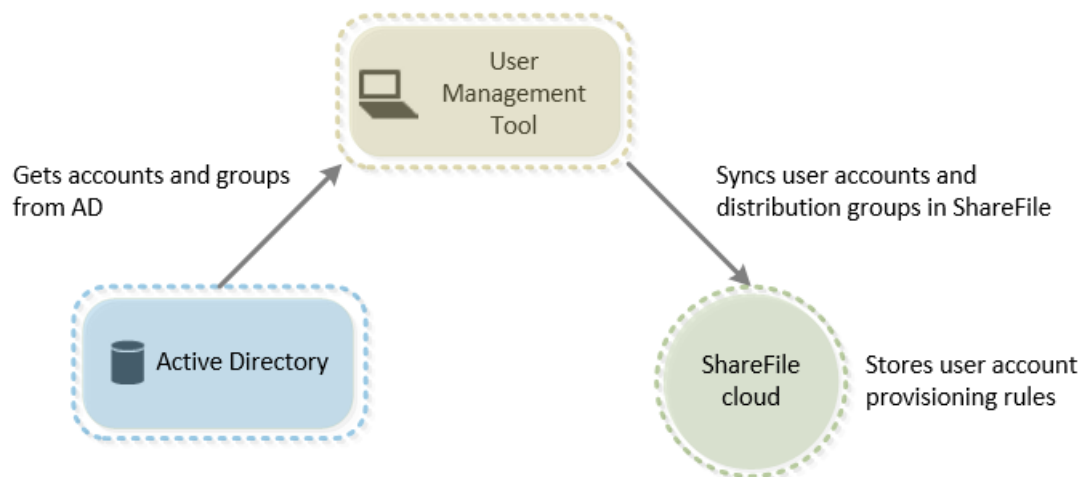 User
Management
Tool
Gets accounts and groups
from AD
Syncs user accounts and
distribution groups in ShareFile
Active Directory
ShareFile
cloud
Stores user account
provisioning rules